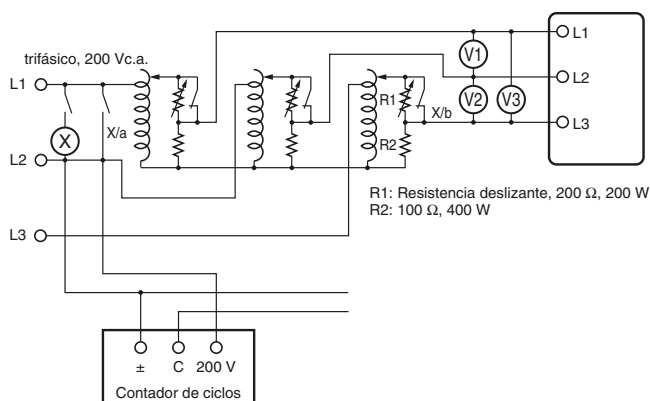 trifásico, 200 Vc.a.
L1
L1
V1
L2
V2
V3
L3
R1
X/b
R2
X
X/a
L2
L3
R1: Resistencia deslizante, 200 Ω, 200 W
R2: 100 Ω, 400 W
± C 200 V
Contador de ciclos